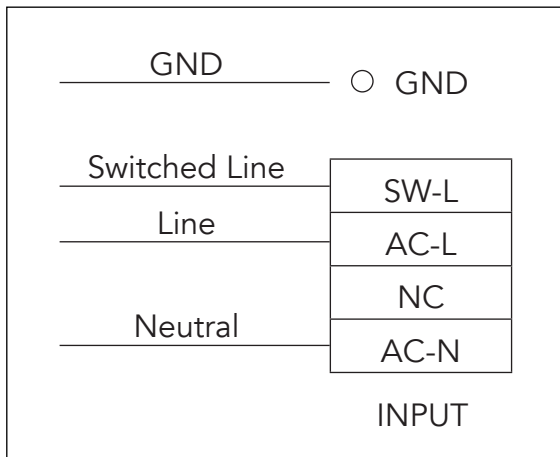 GND
GND
Switched Line
SW-L
Line
AC-L
NC
Neutral
AC-N
INPUT